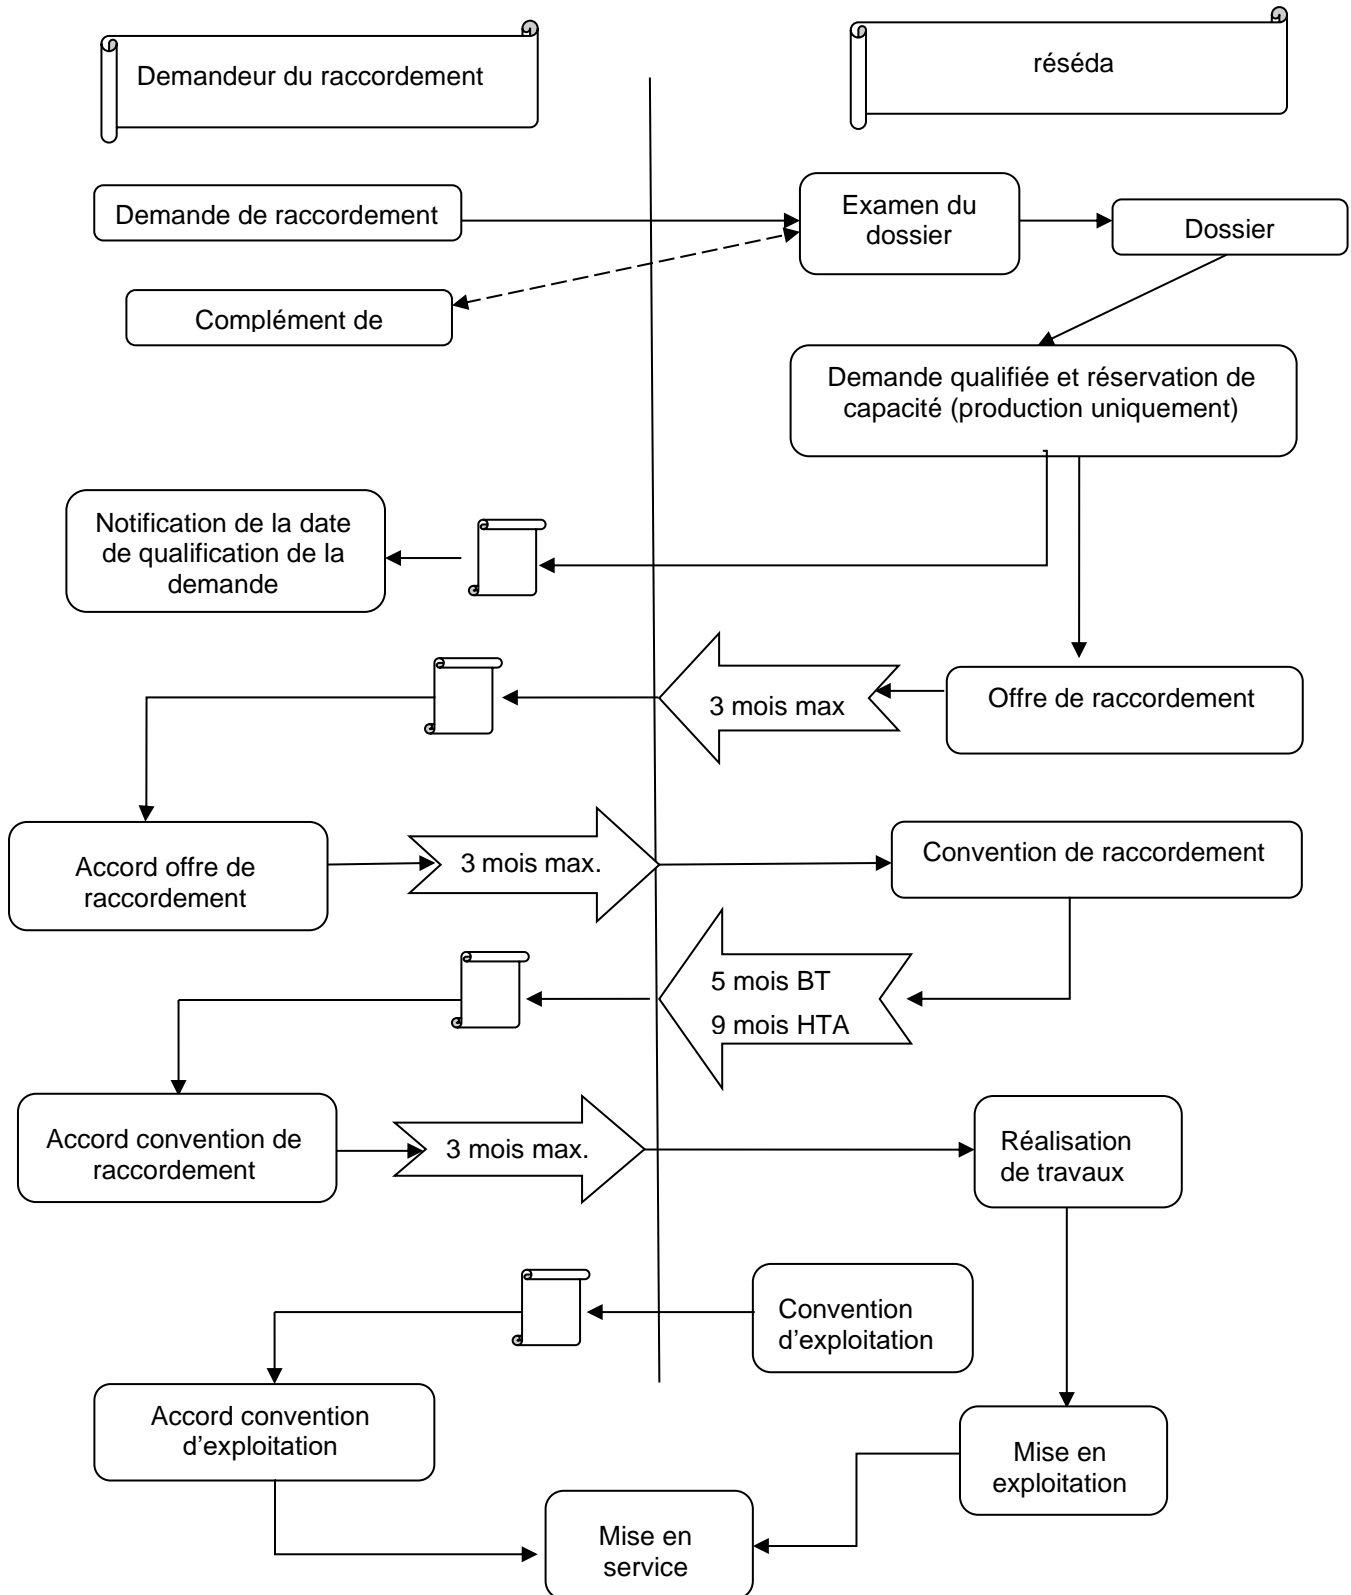 Demandeur du raccordement
réséda
Demande de raccordement
Examen du
dossier
Dossier
Complément de
Demande qualifiée et réservation de
capacité (production uniquement)
Notification de la date
de qualification de la
demande
3 mois max
Offre de raccordement
Accord offre de
raccordement
3 mois max.
Convention de raccordement
5 mois BT
9 mois HTA
Accord convention de
raccordement
3 mois max.
Réalisation
de travaux
Convention
d'exploitation
Accord convention
d'exploitation
Mise en
exploitation
Mise en
service